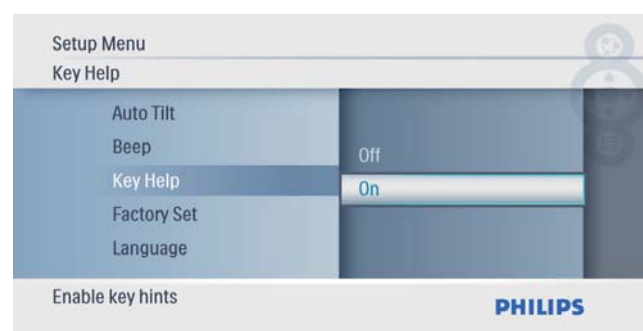 Setup Menu
Key Help
Auto Tilt
Beep
Key Help
Factory Set
Language
Off
On
Enable key hints
PHILIPS